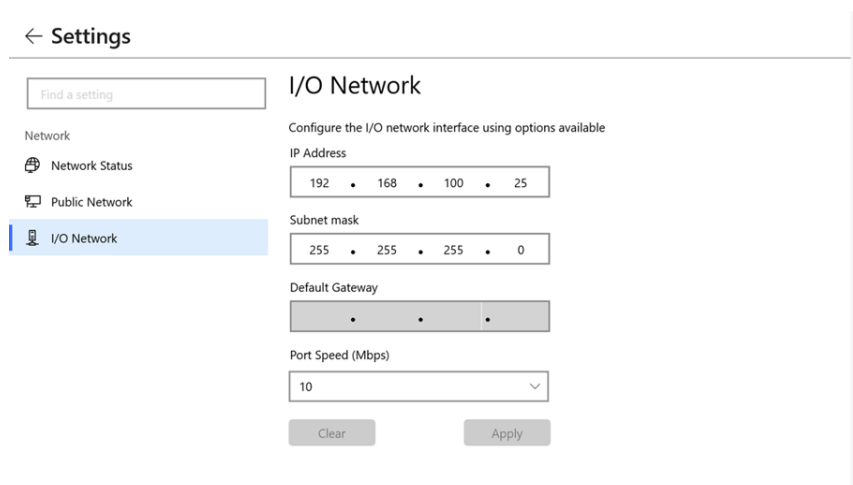 Settings
Find a setting
Network
Network Status
Public Network
I/O Network
I/O Network
Configure the I/O network interface using options available
IP Address
192 . 168 . 100 . 25
Subnet mask
255 . 255 . 255 . 0
Default Gateway
. . .
Port Speed (Mbps)
10
Clear Apply